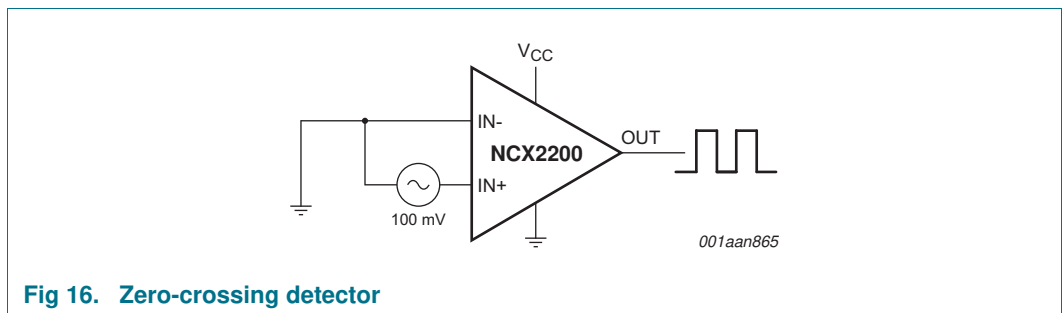 VCC
IN-
OUT
NCX2200
IN+
100 mV
001aan865
Fig 16. Zero-crossing detector